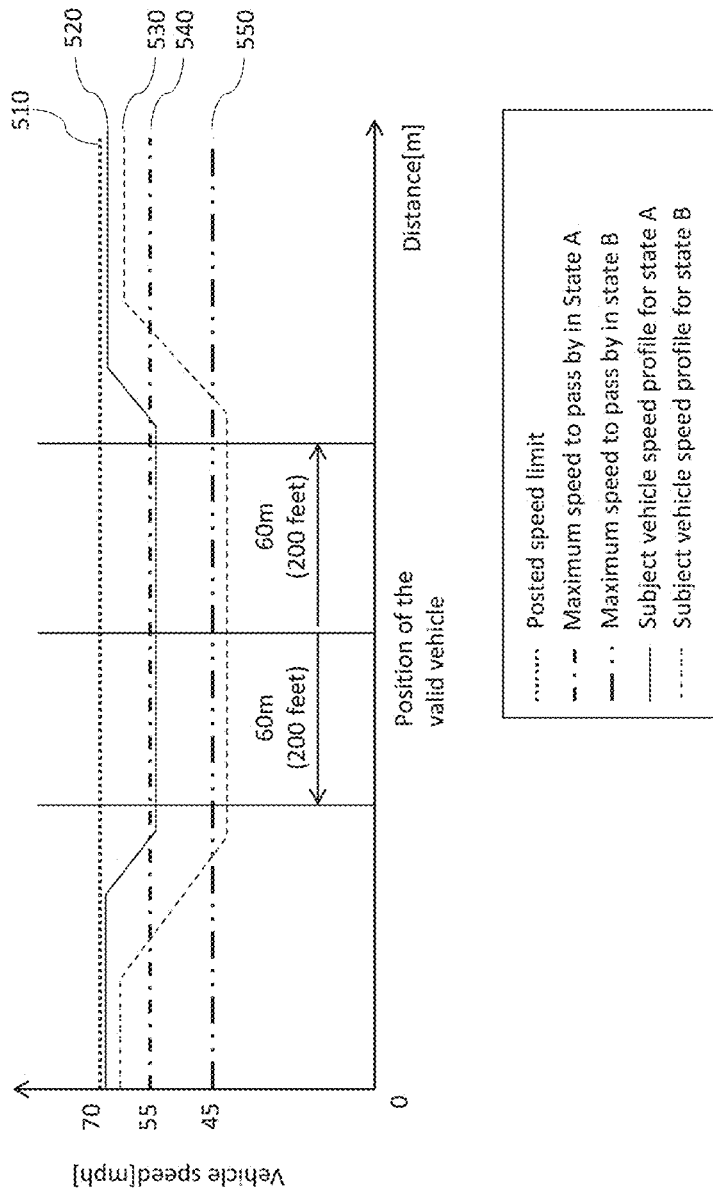 Vehicle speed[mph]
70
55
45
0
510
520
530
540
550
60m
(200 feet)
60m
(200 feet)
Position of the
valid vehicle
Distance[m]
Posted speed limit
Maximum speed to pass by in State A
Maximum speed to pass by in state B
Subject vehicle speed profile for state A
Subject vehicle speed profile for state B